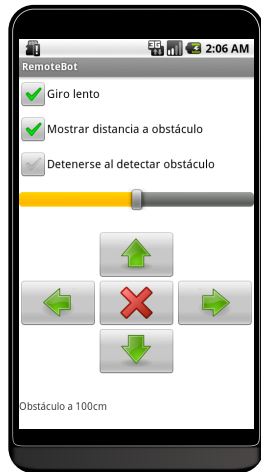 2:06 AM
RemoteBot
Giro lento
Mostrar distancia a obstáculo
Detenerse al detectar obstáculo
Obstáculo a 100cm